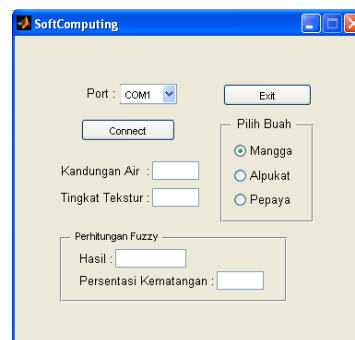 SoftComputing
Port : COM1
Exit
Connect
Pilih Buah
Mangga
Kandungan Air :
Alpukat
Tingkat Tekstur :
Pepaya
Perhitungan Fuzzy
Hasil :
Persentasi Kematangan :